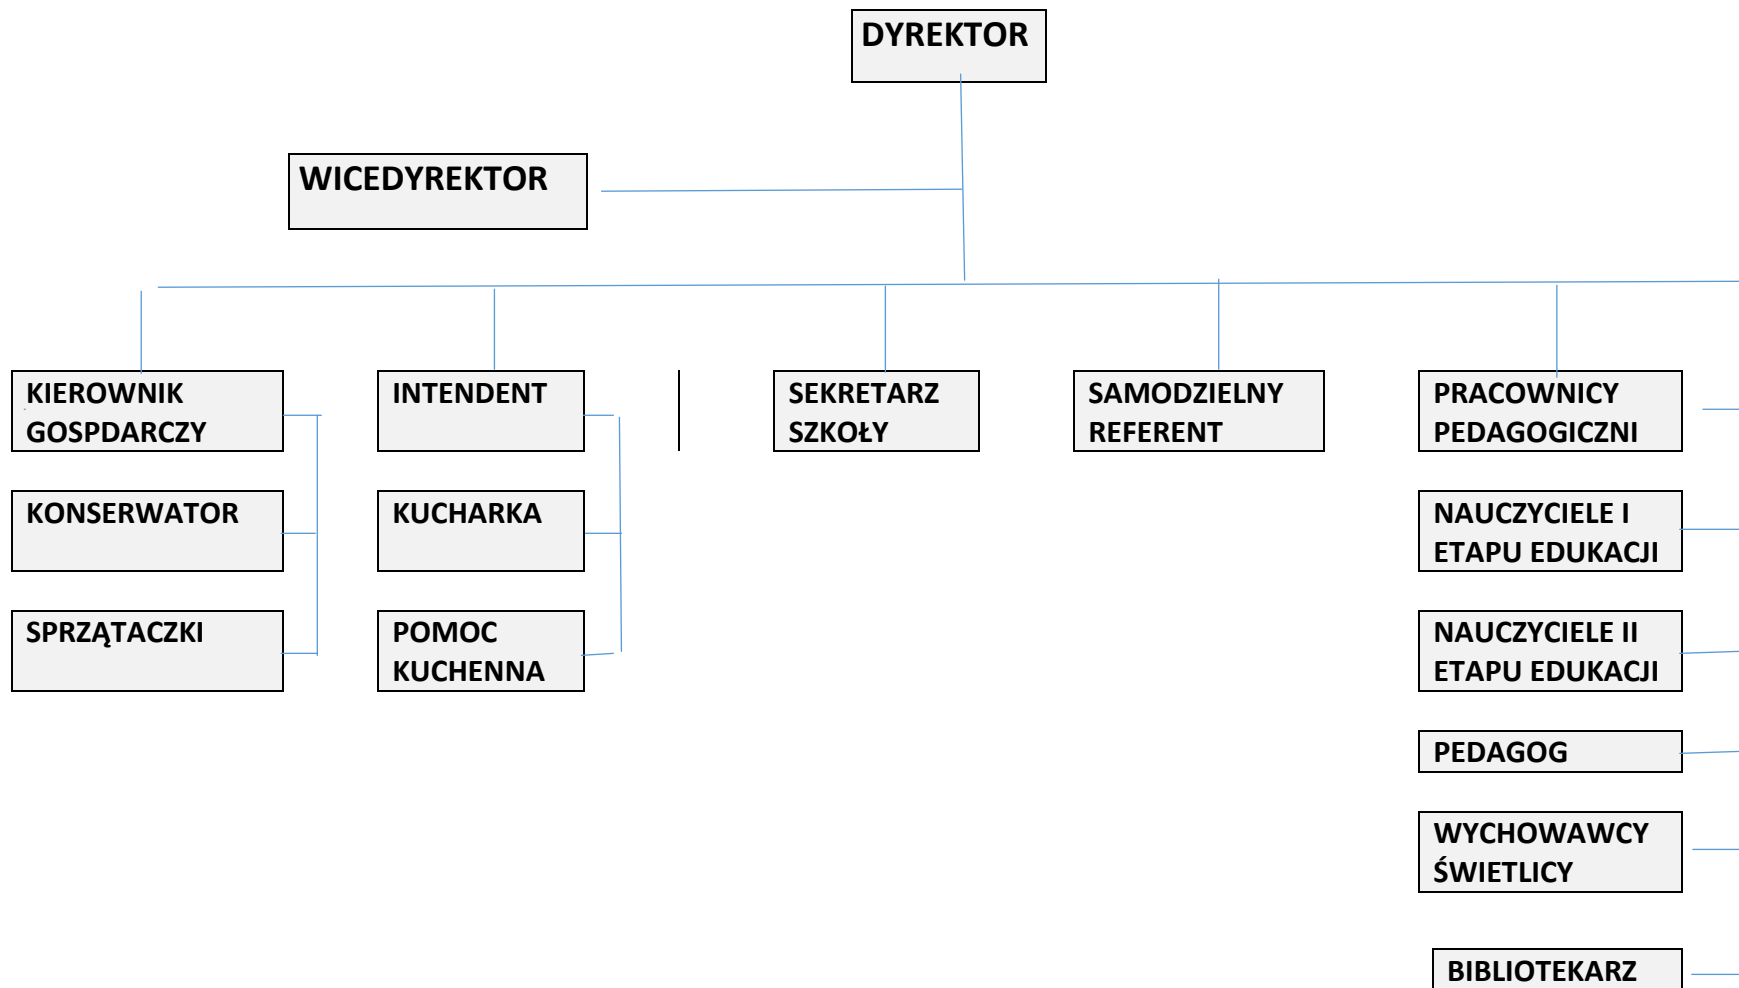 DYREKTOR
WICEDYREKTOR
KIEROWNIK
GOSPDARCZY
INTENDENT
SEKRETARZ
SZKOŁY
SAMODZIELNY
REFERENT
PRACOWNICY
PEDAGOGICZNI
KONSERWATOR
KUCHARKA
NAUCZYCIELE I
ETAPU EDUKACJI
SPRZĄTACZKI
POMOC
KUCHENNA
NAUCZYCIELE II
ETAPU EDUKACJI
PEDAGOG
WYCHOWAWCY
ŚWIETLICY
BIBLIOTEKARZ